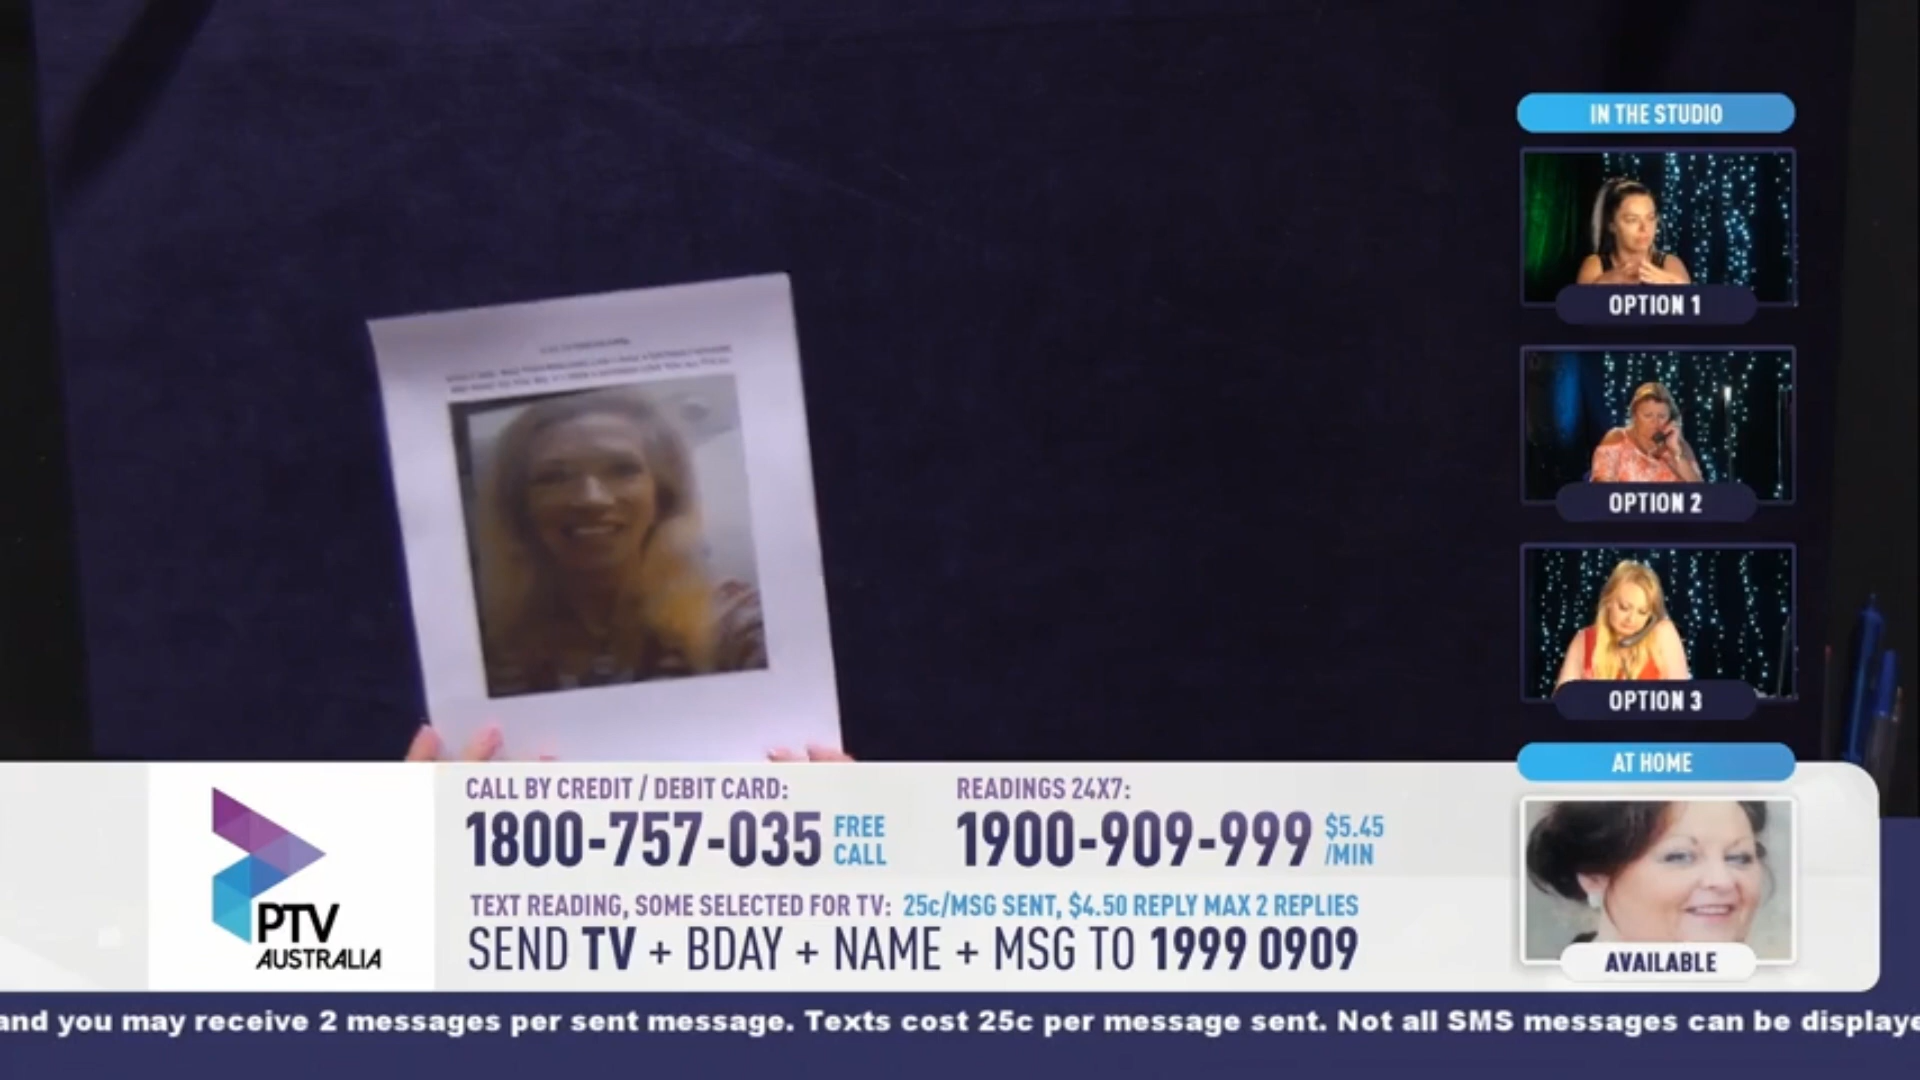 IN THE STUDIO
OPTION 1
OPTION 2
OPTION 3
AT HOME
AVAILABLE
CALL BY CREDIT / DEBIT CARD:
1800-757-035 FREE CALL
READINGS 24X7:
1900-909-999 $5.45 /MIN
TEXT READING, SOME SELECTED FOR TV: 25c/MSG SENT, $4.50 REPLY MAX 2 REPLIES
SEND TV + BDAY + NAME + MSG TO 1999 0909
PTV
AUSTRALIA
and you may receive 2 messages per sent message. Texts cost 25c per message sent. Not all SMS messages can be displaye